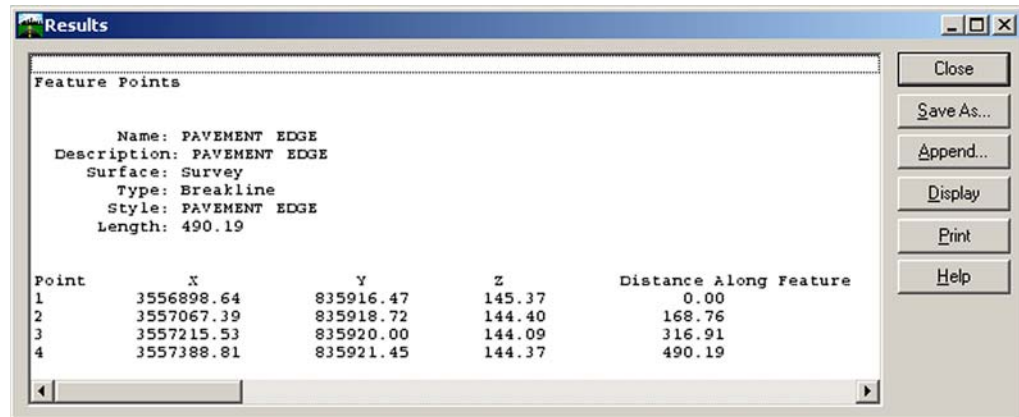 Results
Feature Points
Name: PAVEMENT EDGE
Description: PAVEMENT EDGE
Surface: Survey
Type: Breakline
Style: PAVEMENT EDGE
Length: 490.19
Point X Y Z Distance Along Feature
1 3556898.64 835916.47 145.37 0.00
2 3557067.39 835918.72 144.40 168.76
3 3557215.53 835920.00 144.09 316.91
4 3557388.81 835921.45 144.37 490.19
Close
Save As...
Append...
Display
Print
Help